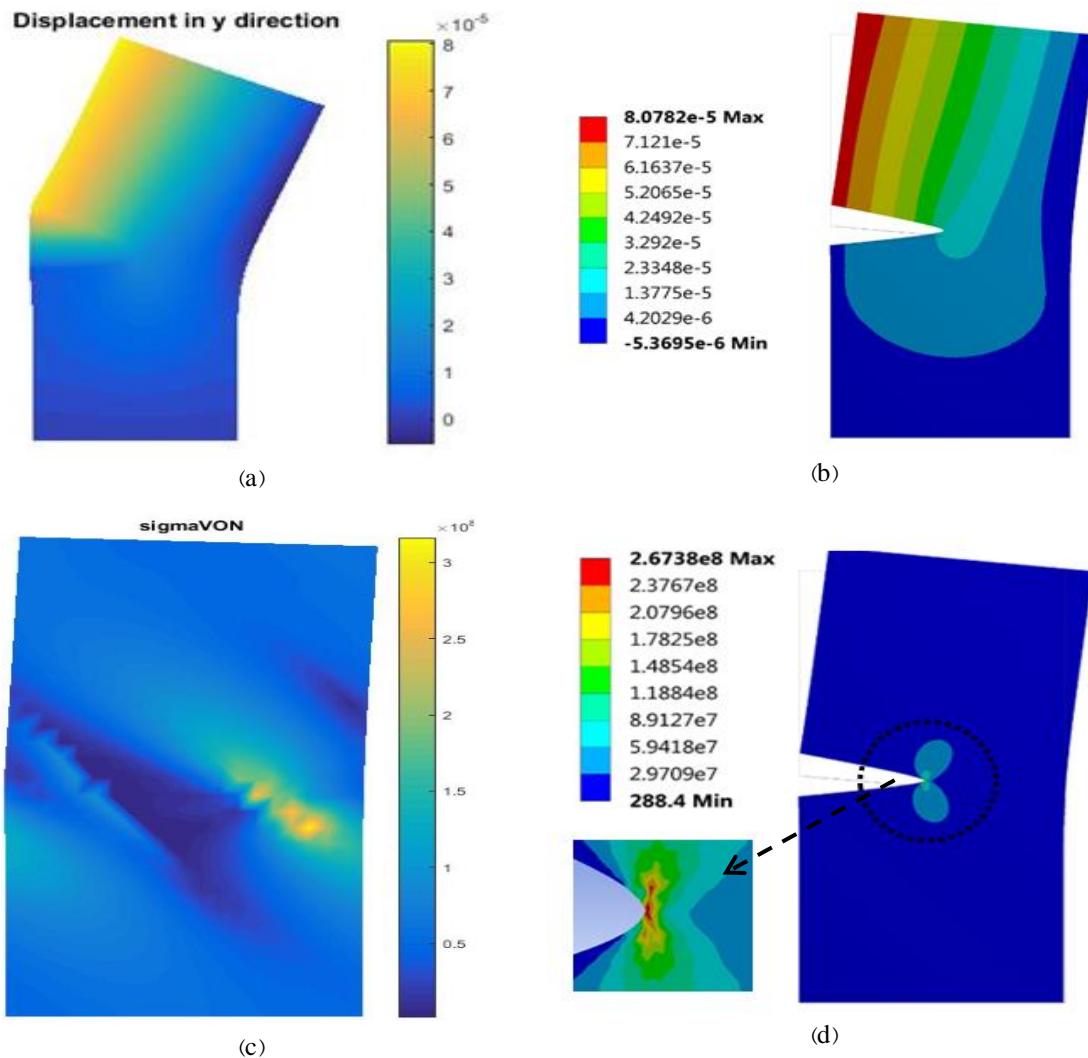 Displacement in y direction
×10⁻⁵
8
7
6
5
4
3
2
1
0
(a)
8.0782e-5 Max
7.121e-5
6.1637e-5
5.2065e-5
4.2492e-5
3.292e-5
2.3348e-5
1.3775e-5
4.2029e-6
-5.3695e-6 Min
(b)
sigmaVON
×10⁸
3
2.5
2
1.5
1
0.5
(c)
2.6738e8 Max
2.3767e8
2.0796e8
1.7825e8
1.4854e8
1.1884e8
8.9127e7
5.9418e7
2.9709e7
288.4 Min
(d)